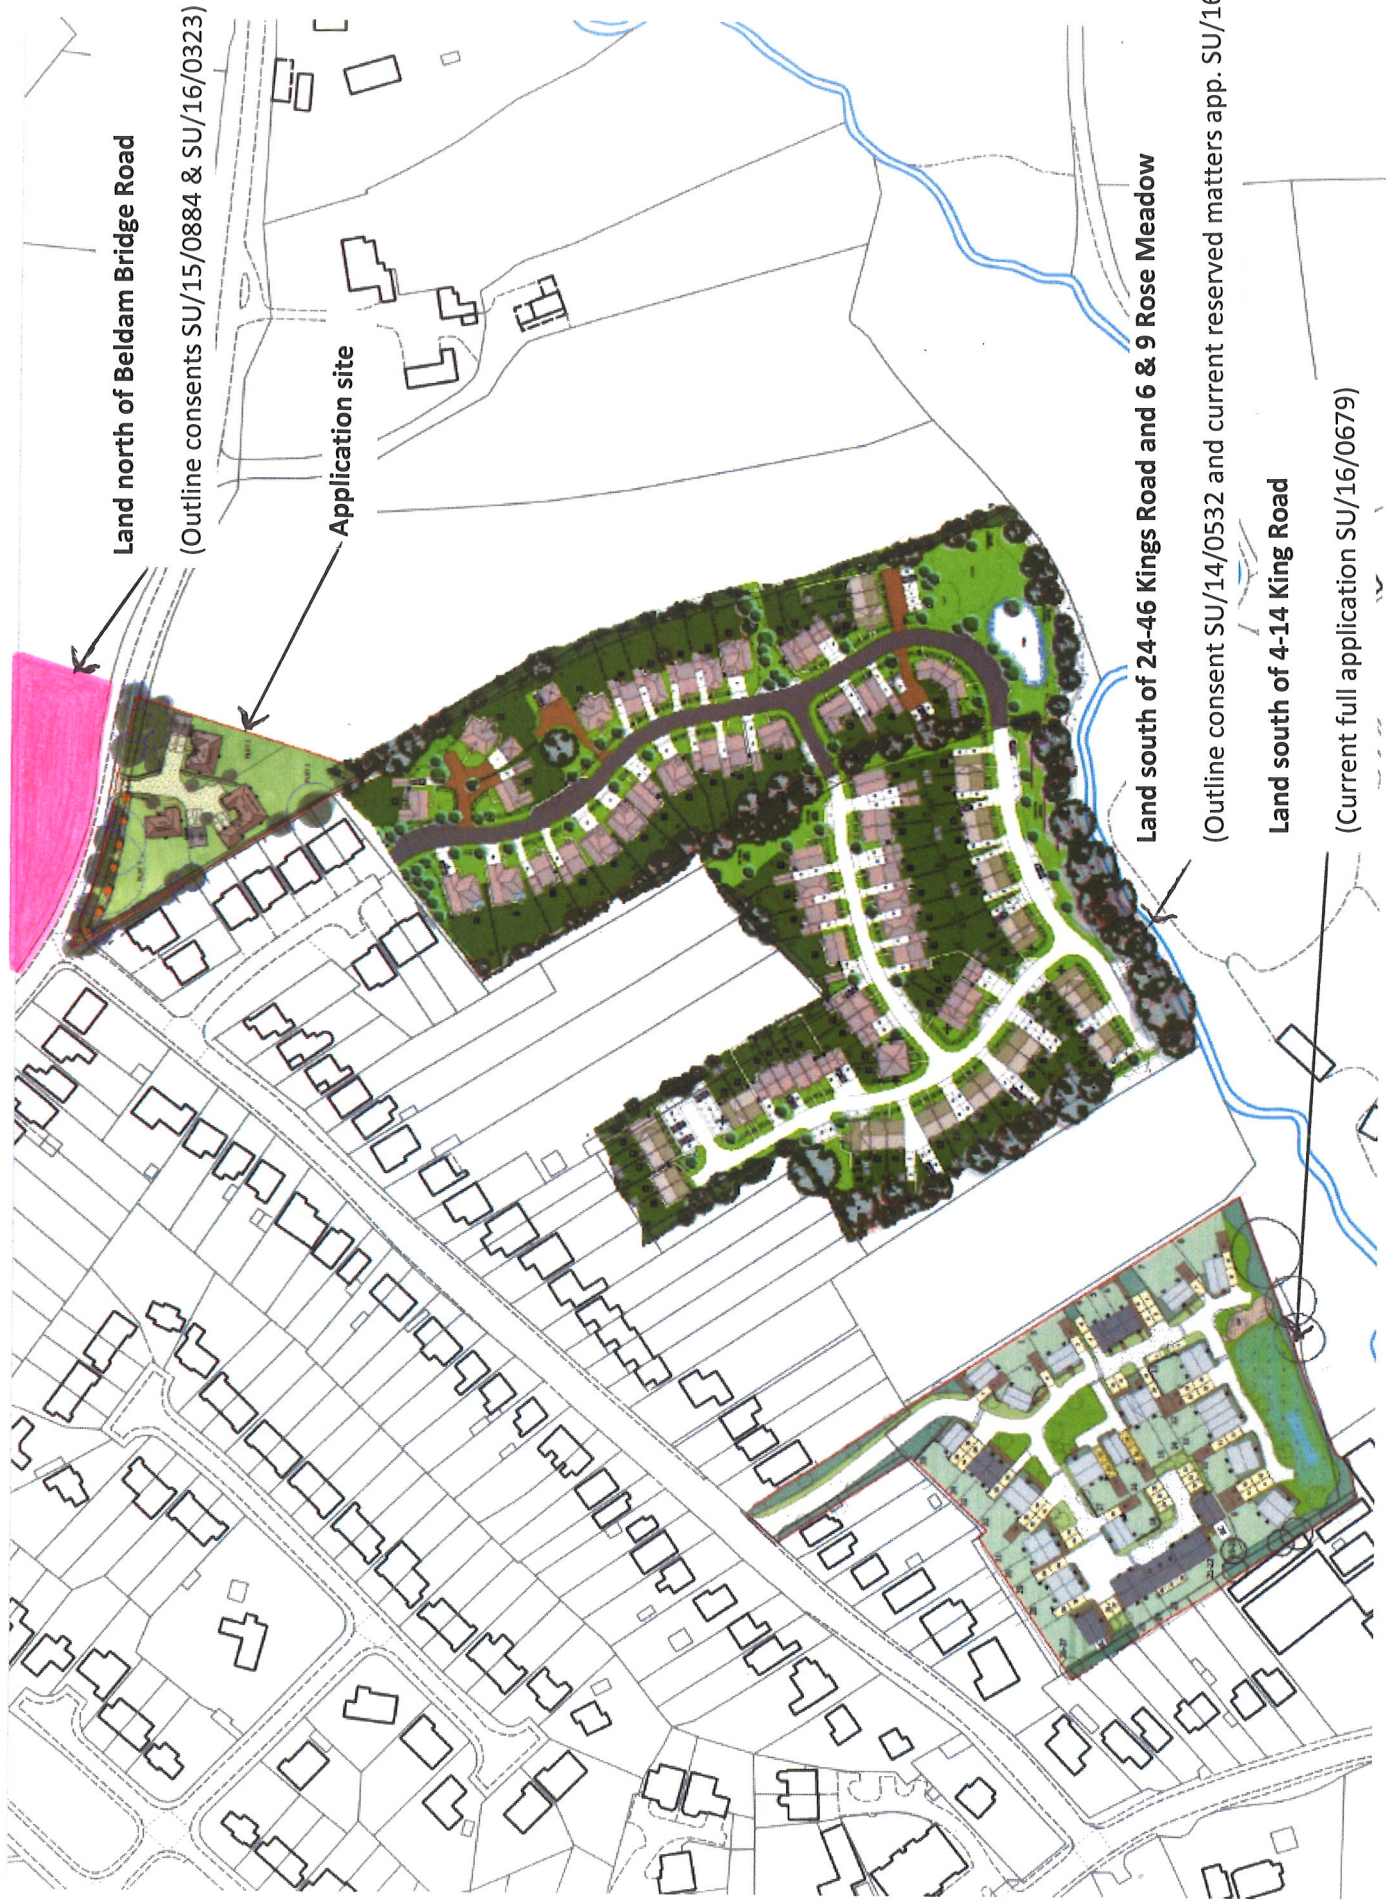 Land north of Beldam Bridge Road
(Outline consents SU/15/0884 & SU/16/0323)
Application site
Land south of 24-46 Kings Road and 6 & 9 Rose Meadow
(Outline consent SU/14/0532 and current reserved matters app. SU/16
Land south of 4-14 King Road
(Current full application SU/16/0679)